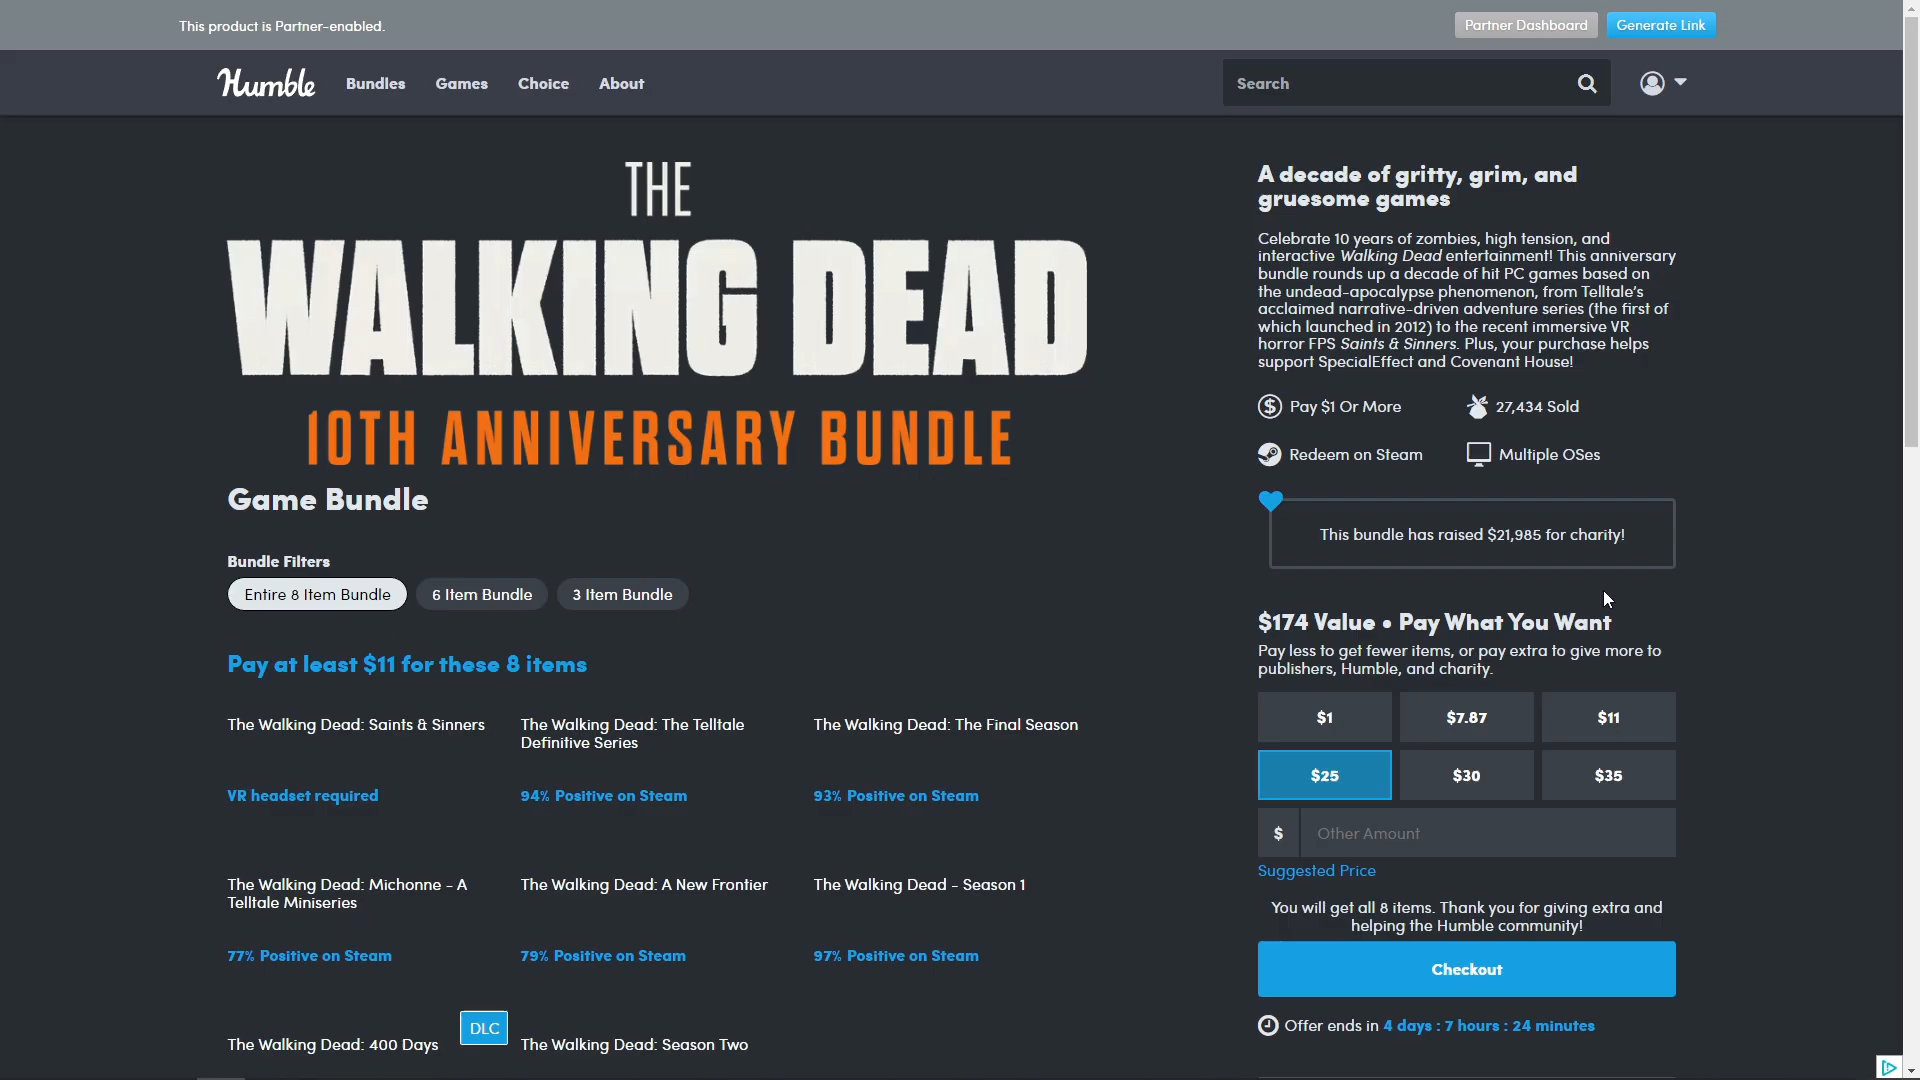 This product is Partner-enabled.
Partner Dashboard
Generate Link
Humble
Bundles
Games
Choice
About
Search
THE
WALKING DEAD
10TH ANNIVERSARY BUNDLE
Game Bundle
Bundle Filters
Entire 8 Item Bundle
6 Item Bundle
3 Item Bundle
Pay at least $11 for these 8 items
The Walking Dead: Saints & Sinners
VR headset required
The Walking Dead: The Telltale
Definitive Series
94% Positive on Steam
The Walking Dead: The Final Season
93% Positive on Steam
The Walking Dead: Michonne - A
Telltale Miniseries
77% Positive on Steam
The Walking Dead: A New Frontier
79% Positive on Steam
The Walking Dead - Season 1
97% Positive on Steam
The Walking Dead: 400 Days
DLC
The Walking Dead: Season Two
A decade of gritty, grim, and
gruesome games
Celebrate 10 years of zombies, high tension, and
interactive Walking Dead entertainment! This anniversary
bundle rounds up a decade of hit PC games based on
the undead-apocalypse phenomenon, from Telltale's
acclaimed narrative-driven adventure series (the first of
which launched in 2012) to the recent immersive VR
horror FPS Saints & Sinners. Plus, your purchase helps
support SpecialEffect and Covenant House!
Pay $1 Or More
27,434 Sold
Redeem on Steam
Multiple OSes
This bundle has raised $21,985 for charity!
$174 Value • Pay What You Want
Pay less to get fewer items, or pay extra to give more to
publishers, Humble, and charity.
$1
$7.87
$11
$25
$30
$35
$
Other Amount
Suggested Price
You will get all 8 items. Thank you for giving extra and
helping the Humble community!
Checkout
Offer ends in 4 days : 7 hours : 24 minutes